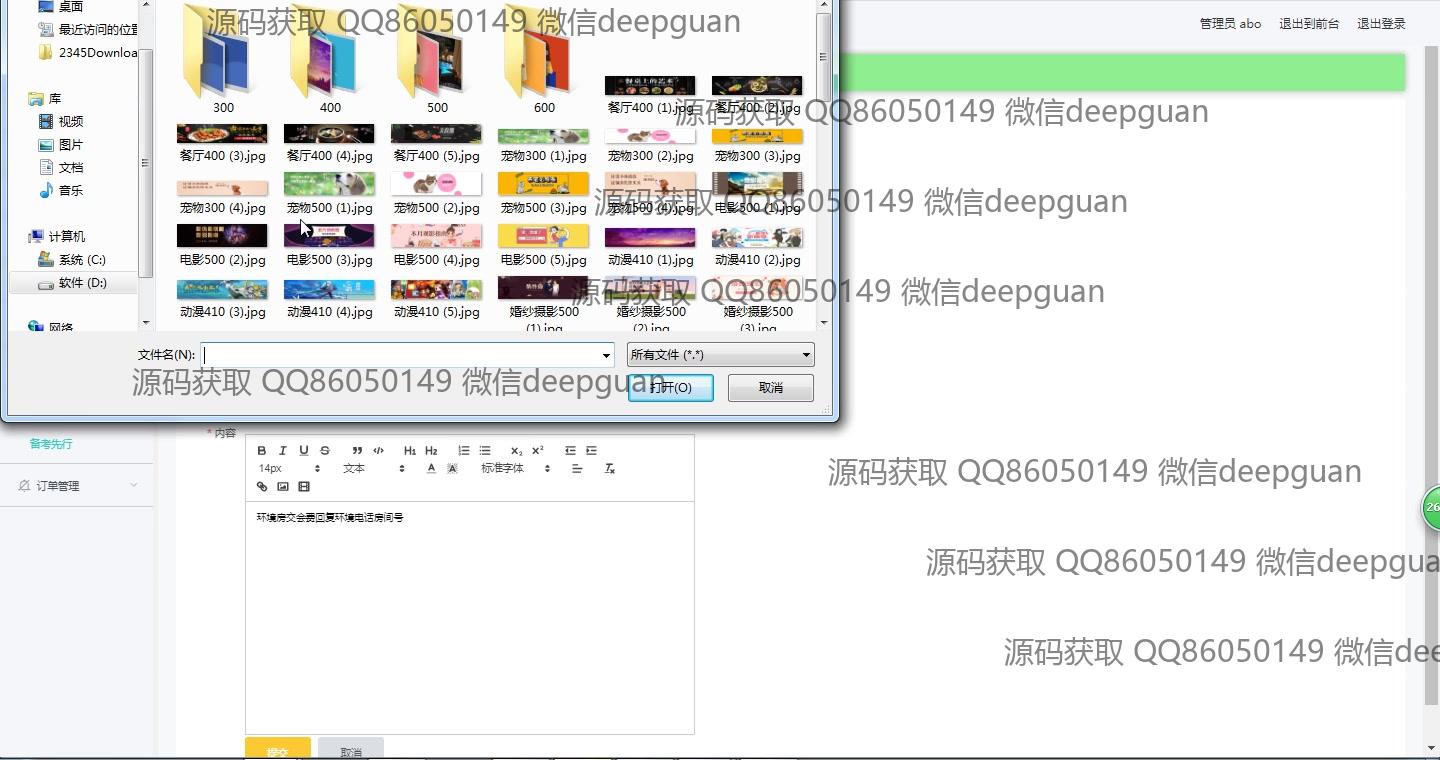 桌面
最近访问的位置
2345Downloa
库
视频
图片
文档
音乐
计算机
系统 (C:)
软件 (D:)
网络
300
400
500
600
餐厅400 (1).jpg
餐厅400 (2).jpg
餐厅400 (3).jpg
餐厅400 (4).jpg
餐厅400 (5).jpg
宠物300 (1).jpg
宠物300 (2).jpg
宠物300 (3).jpg
宠物300 (4).jpg
宠物500 (1).jpg
宠物500 (2).jpg
宠物500 (3).jpg
宠物500 (4).jpg
电影500 (1).jpg
电影500 (2).jpg
电影500 (3).jpg
电影500 (4).jpg
电影500 (5).jpg
动漫410 (1).jpg
动漫410 (2).jpg
动漫410 (3).jpg
动漫410 (4).jpg
动漫410 (5).jpg
婚纱摄影500 (1).jpg
婚纱摄影500 (2).jpg
婚纱摄影500 (3).jpg
文件名(N):
所有文件 (*.*)
打开(O)
取消
管理员 abo
退出到前台
退出登录
备考先行
订单管理
* 内容
B I U S H1 H2 x2 x2
14px
文本
A A
标准字体
环境房交会赉回复环境电话房间号
提交
取消
26
源码获取 QQ86050149 微信deepguan
源码获取 QQ86050149 微信deepguan
源码获取 QQ86050149 微信deepguan
源码获取 QQ86050149 微信deepguan
源码获取 QQ86050149 微信deepguan
源码获取 QQ86050149 微信deepguan
源码获取 QQ86050149 微信deepgua
源码获取 QQ86050149 微信dee